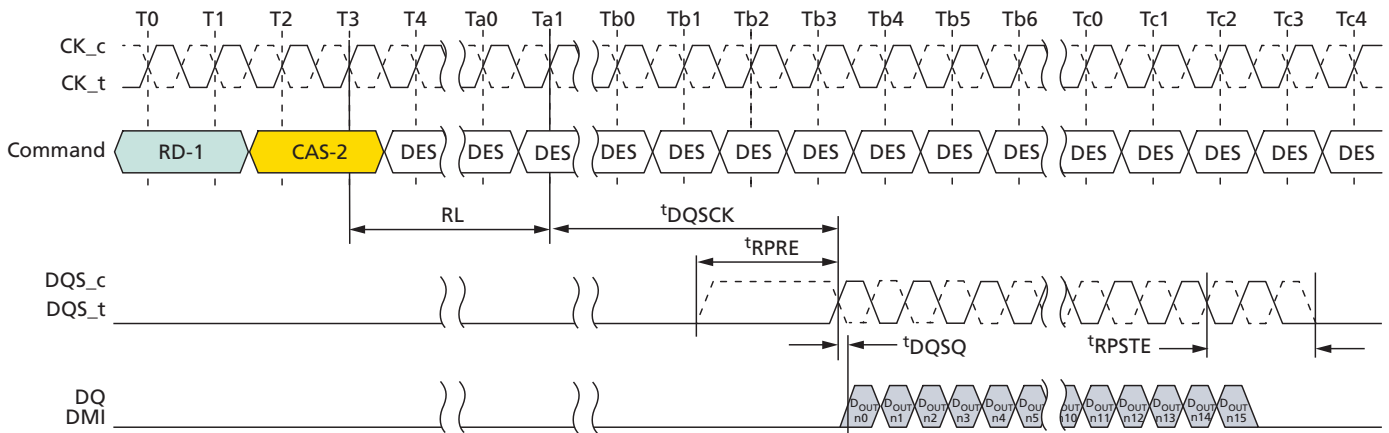 T0 T1 T2 T3 T4 Ta0 Ta1 Tb0 Tb1 Tb2 Tb3 Tb4 Tb5 Tb6 Tc0 Tc1 Tc2 Tc3 Tc4
CK_c
CK_t
Command RD-1 CAS-2 DES DES DES DES DES DES DES DES DES DES DES DES DES DES DES
RL tDQSCK
tRPRE
DQS_c
DQS_t
tDQSQ tRPSTE
DQ
DMI
DOUT n0 DOUT n1 DOUT n2 DOUT n3 DOUT n4 DOUT n5 DOUT n10 DOUT n11 DOUT n12 DOUT n13 DOUT n14 DOUT n15